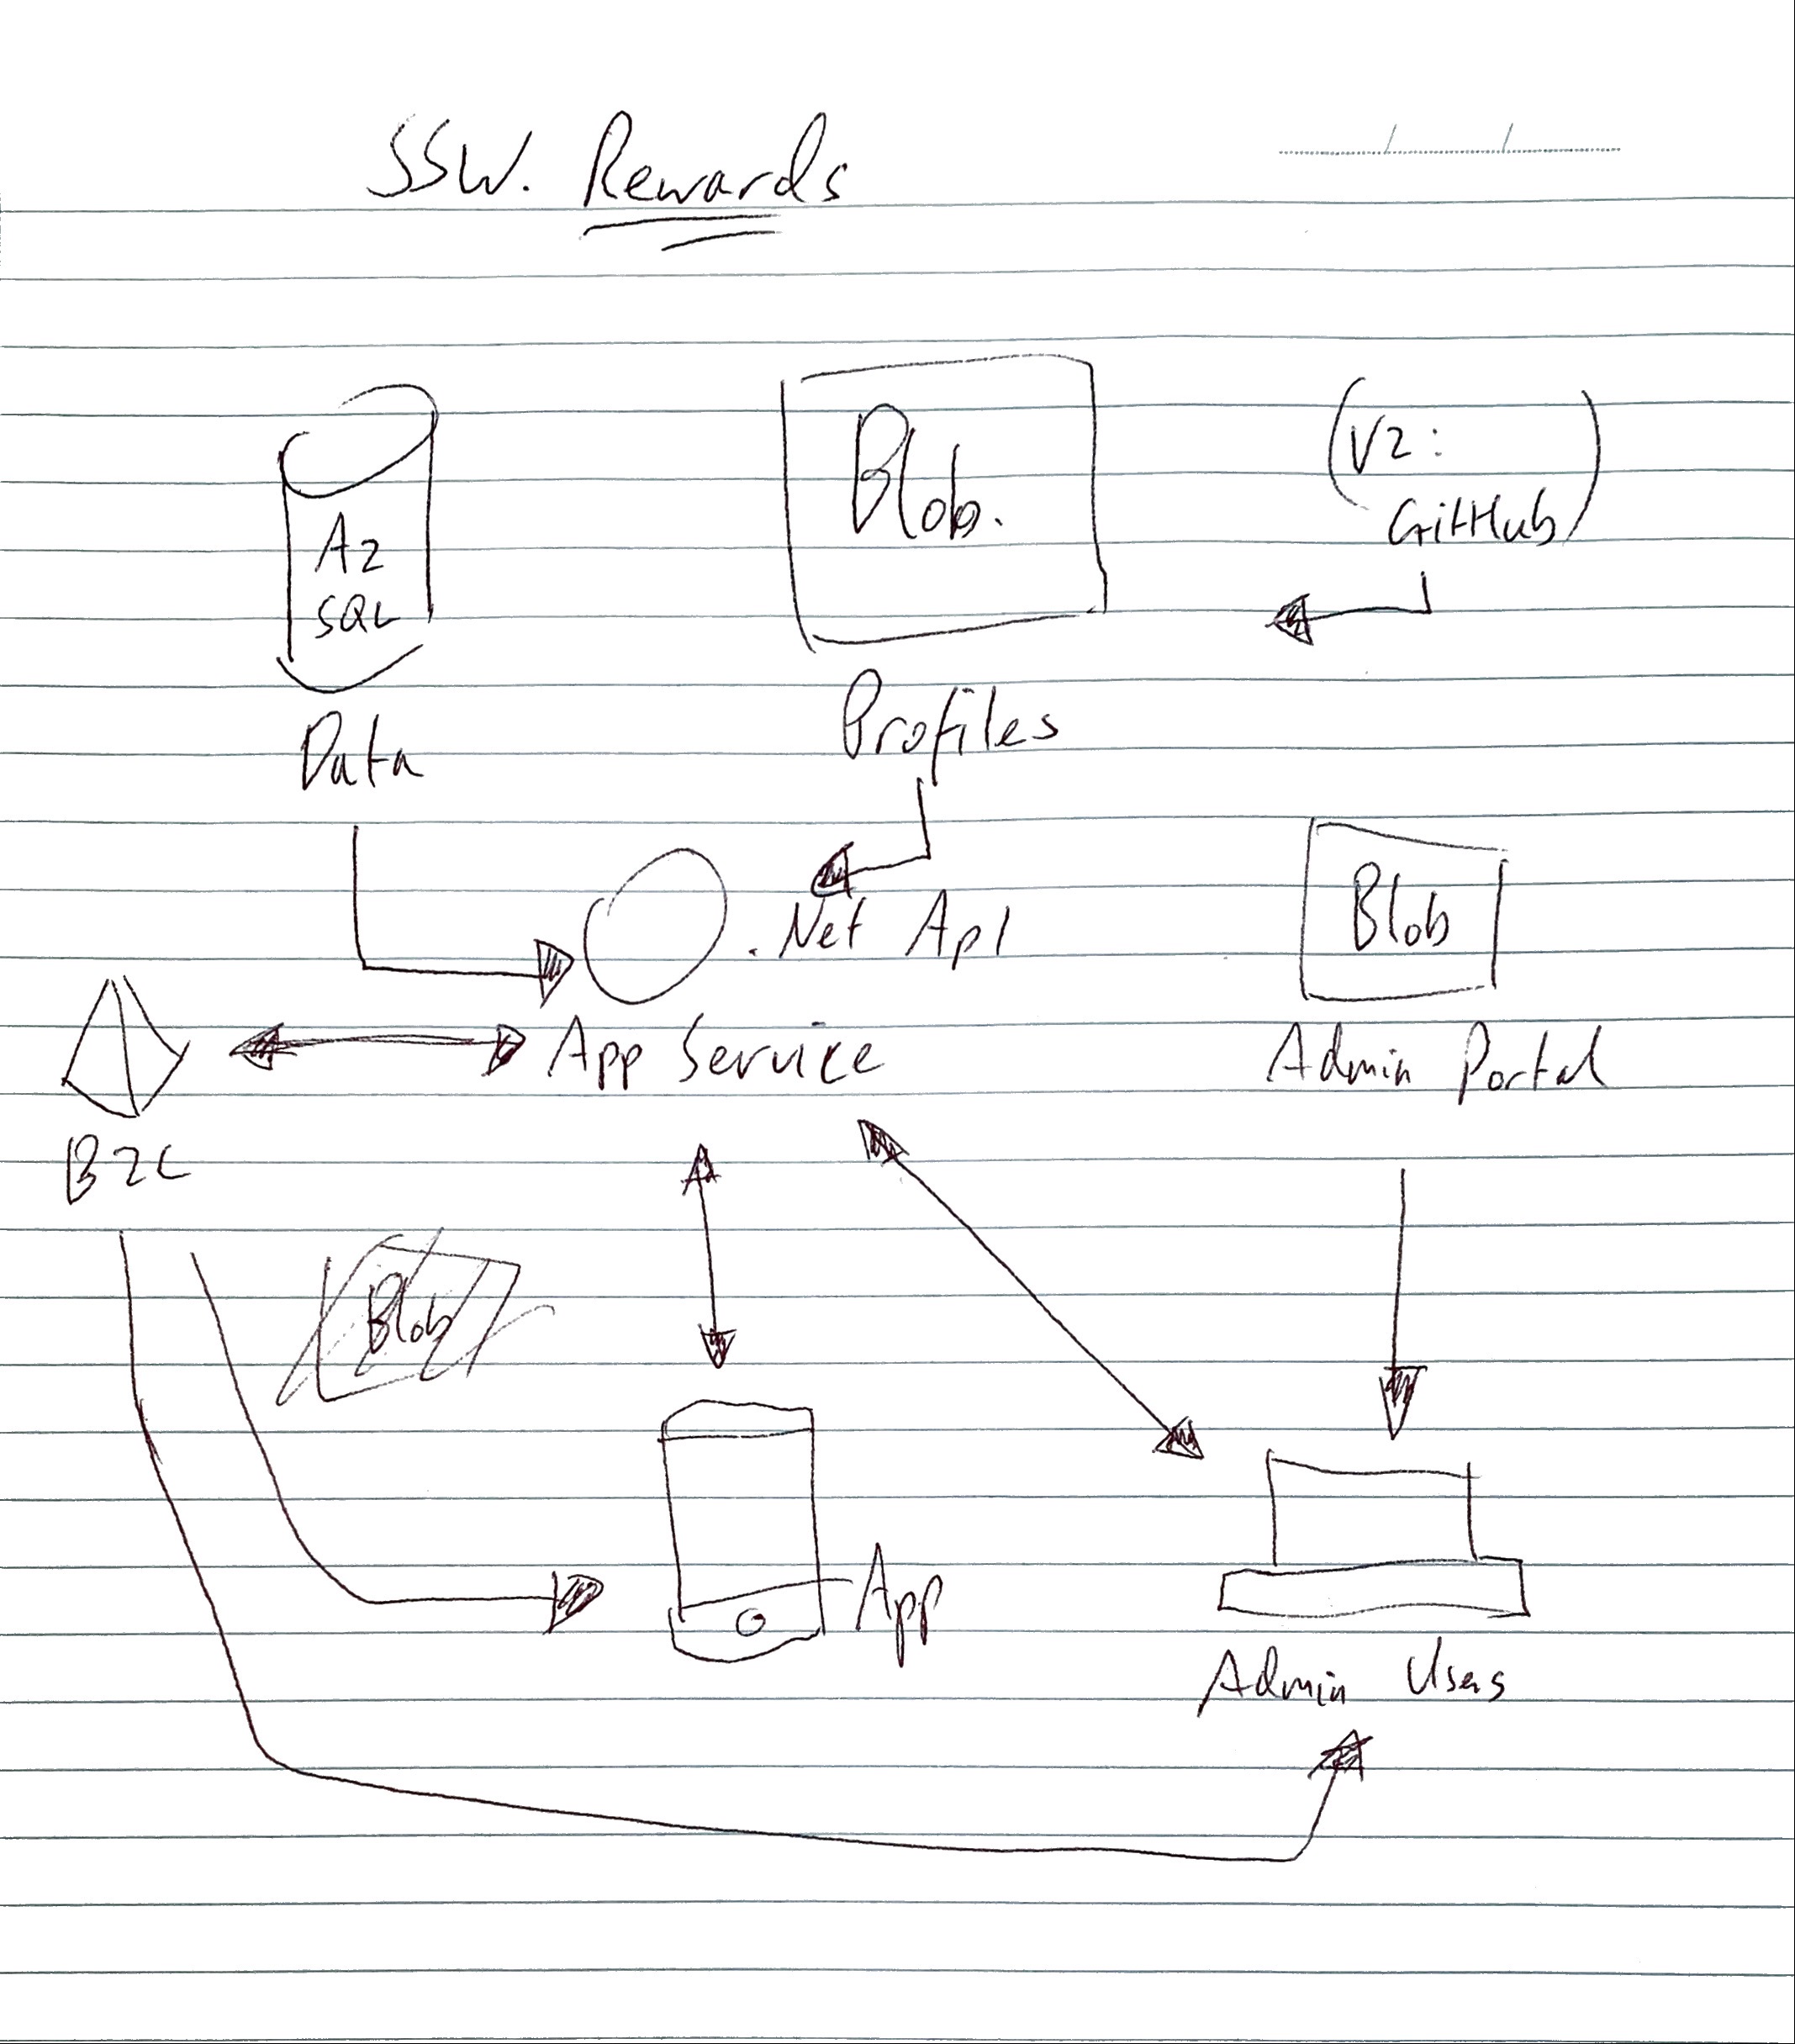 SSW. Rewards
Az
SQL
Data
Blob.
Profiles
(V2:
GitHub)
.Net Api
App Service
Blob
Admin Portal
B2C
Blob
App
Admin Users